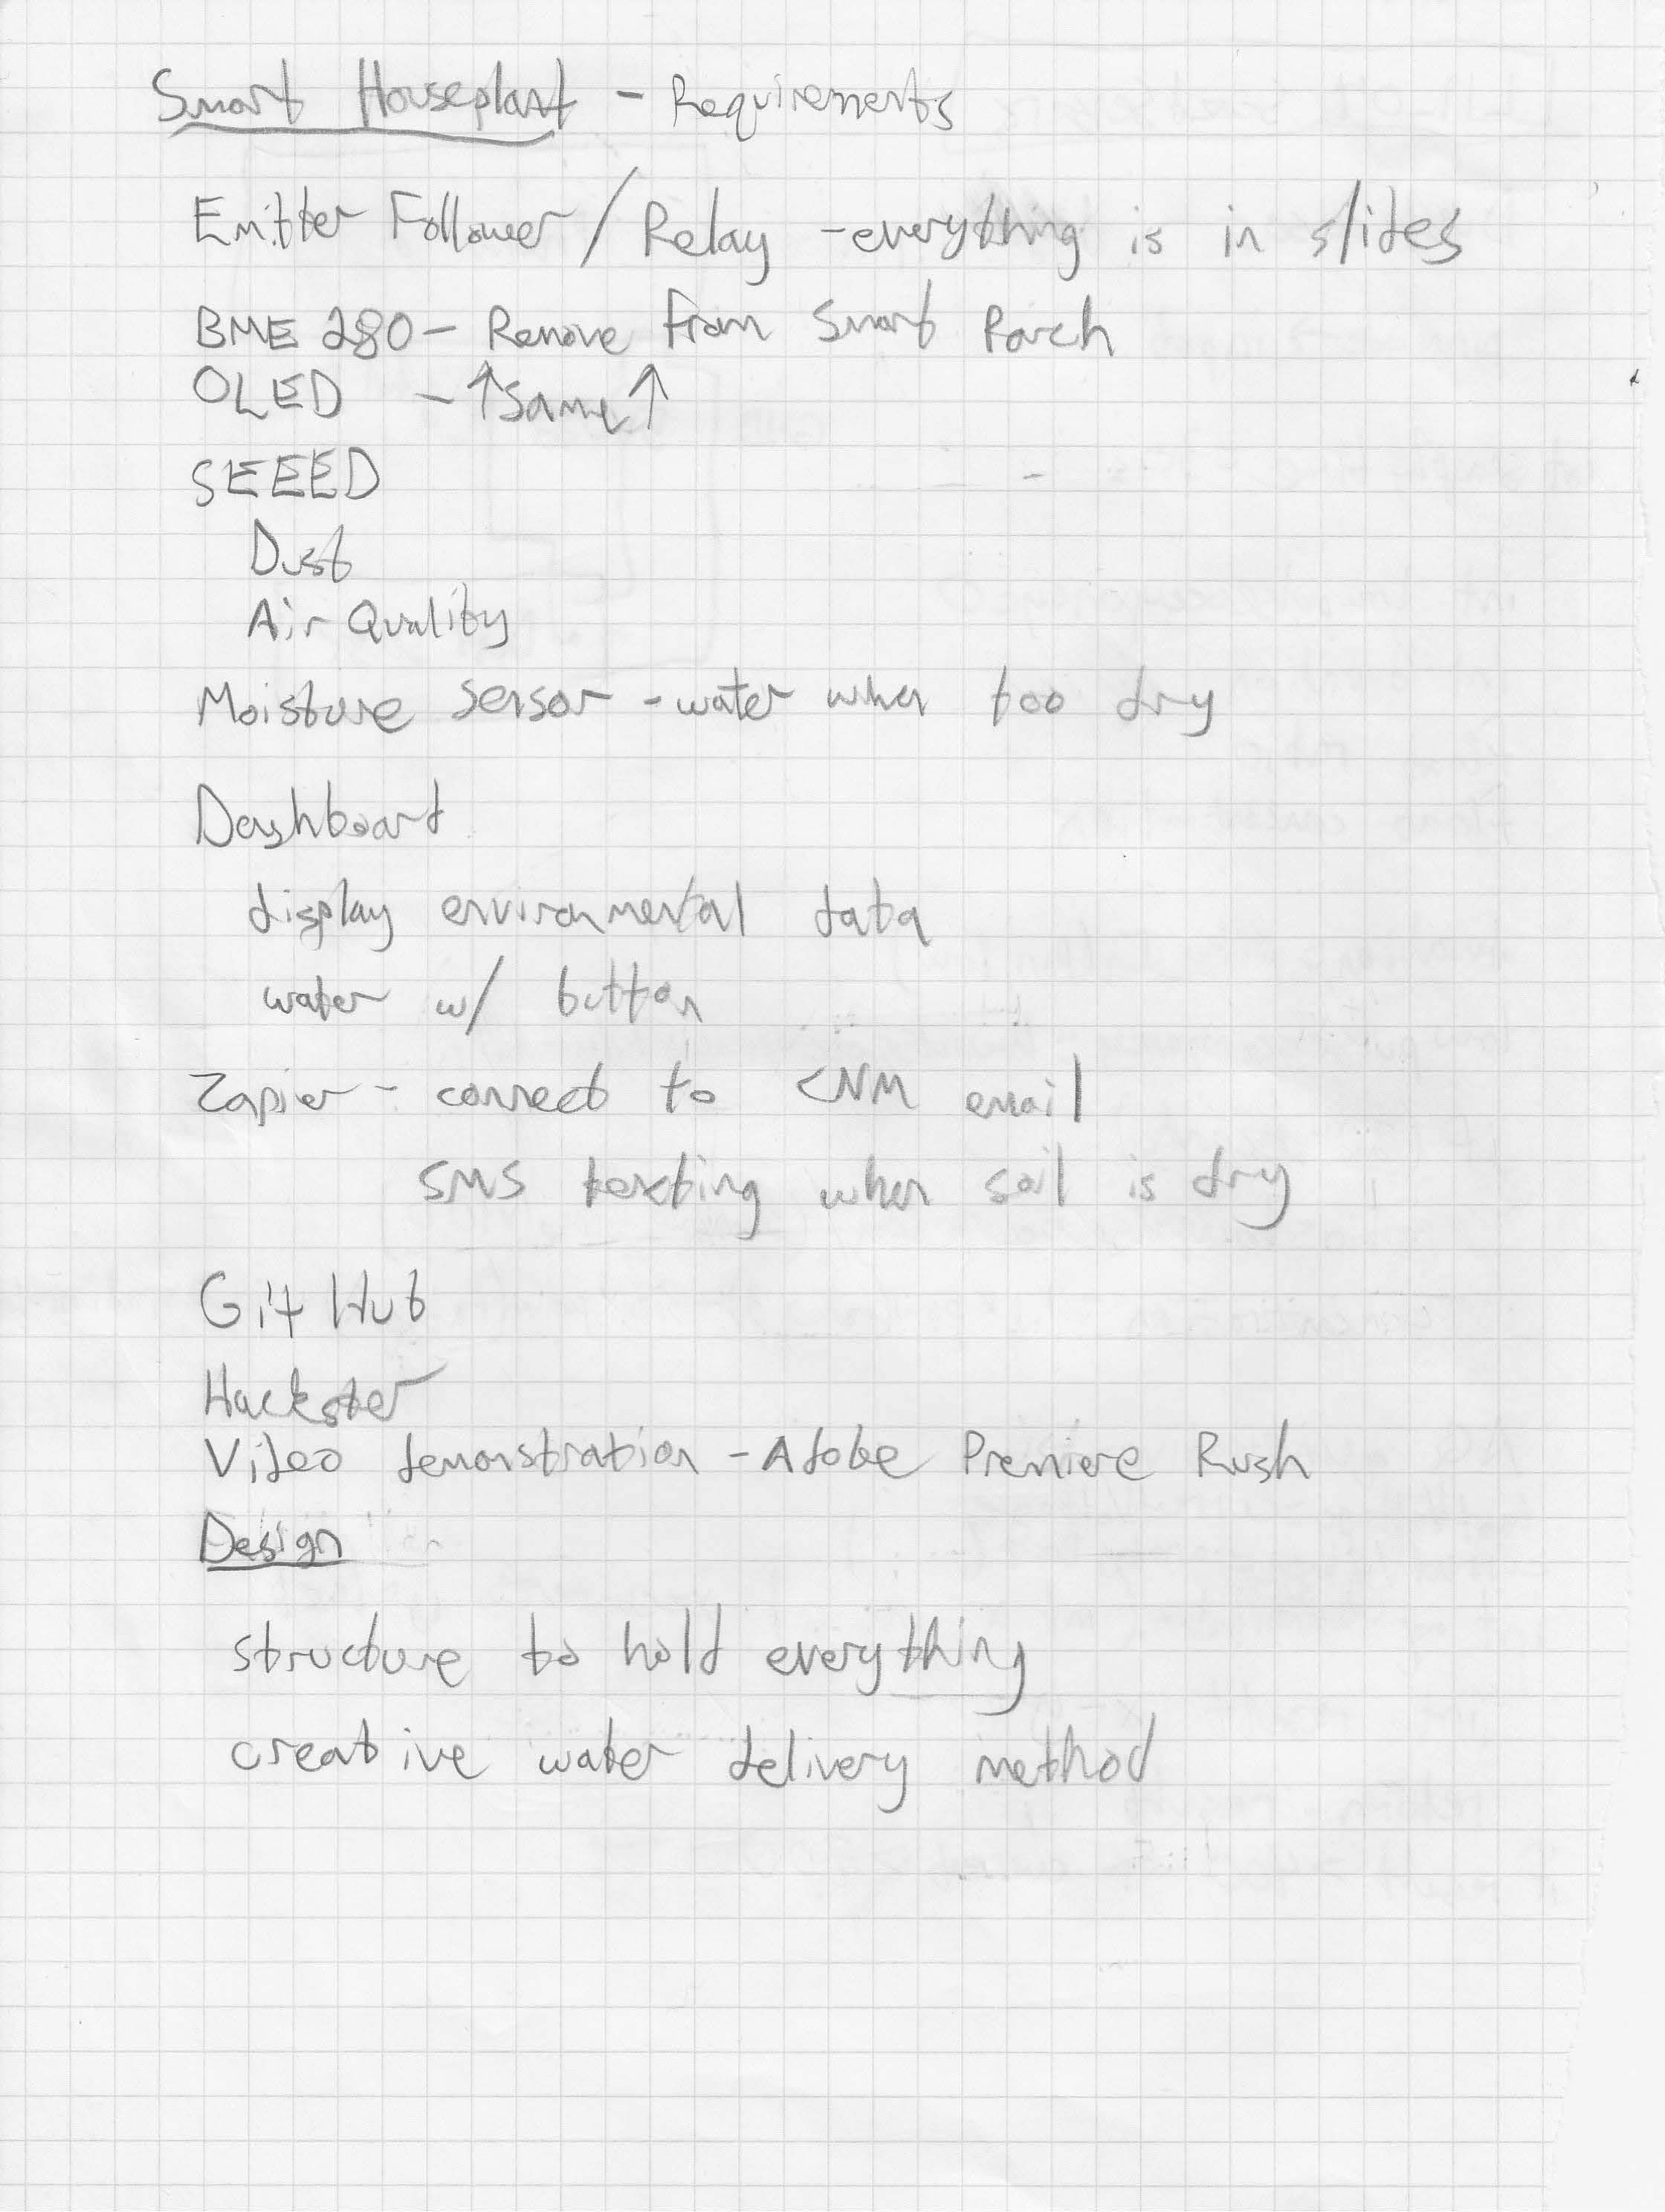 Smart Houseplant - Requirements
Emitter Follower / Relay - everything is in slides
BME 280 - Remove from Smart Porch
OLED - ↑Same↑
SEEED
Dust
Air Quality
Moisture sensor - water when too dry
Dashboard
display environmental data
water w/ button
Zapier - connect to CNM email
SMS texting when soil is dry
GitHub
Hackster
Video demonstration - Adobe Premiere Rush
Design
structure to hold everything
creative water delivery method